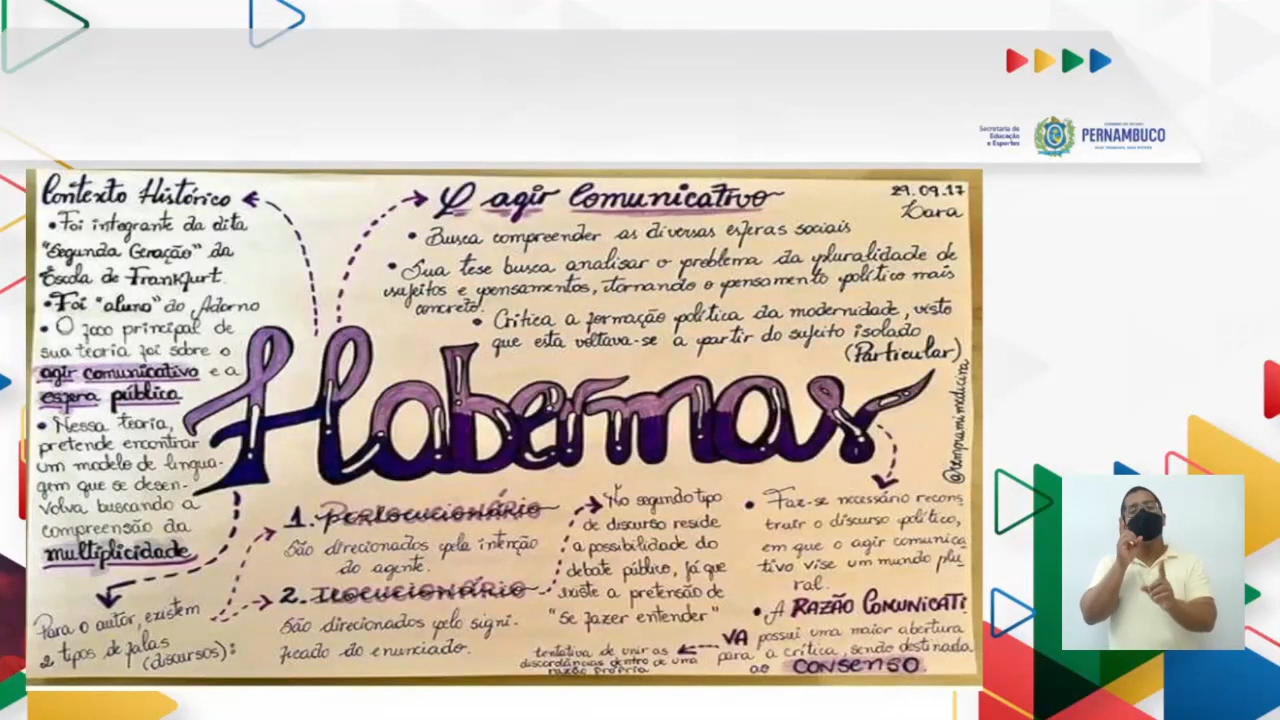 Secretaria de
Educação
e Esportes
PERNAMBUCO
Contexto Histórico
• Foi integrante da dita
"Segunda Geração" da
Escola de Frankfurt.
• Foi "aluno" do Adorno
• O foco principal de
sua teoria foi sobre o
agir comunicativo e a
esfera pública
• Nessa teoria,
pretende encontrar
um modelo de lingua-
gem que se desen-
volva buscando a
compreensão da
multiplicidade
O agir Comunicativo
29.09.17
Zara
• Busca compreender as diversas esferas sociais
• Sua tese busca analisar o problema da pluralidade de
sujeitos e pensamentos, tornando o pensamento político mais
concreto.
• Critica a formação política da modernidade, visto
que esta voltava-se a partir do sujeito isolado
(Particular)
Habermas
Para o autor, existem
2 tipos de falas
(discursos):
1. Perlocucionário
São direcionados pela intenção
do agente.
2. Ilocucionário
São direcionados pelo signi-
ficado do enunciado.
No segundo tipo
de discurso reside
a possibilidade do
debate público, já que
existe a pretensão de
"Se fazer entender"
• Faz-se necessário recons
truir o discurso político,
em que o agir comunica
tivo vise um mundo plu
ral.
• A RAZÃO COMUNICATI
VA possui uma maior abertura
para a crítica, sendo destinada
ao CONSENSO.
tentativa de unir as
discordâncias dentro de uma
razão própria